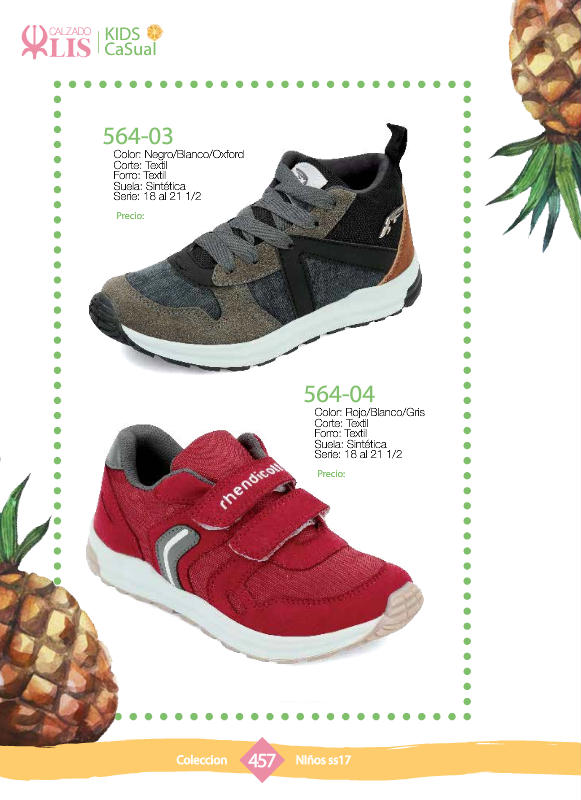 CALZADO
LIS
KIDS
CaSual
564-03
Color: Negro/Blanco/Oxford
Corte: Textil
Forro: Textil
Suela: Sintética
Serie: 18 al 21 1/2
Precio:
564-04
Color: Rojo/Blanco/Gris
Corte: Textil
Forro: Textil
Suela: Sintética
Serie: 18 al 21 1/2
Precio:
Coleccion 457 Niños ss17